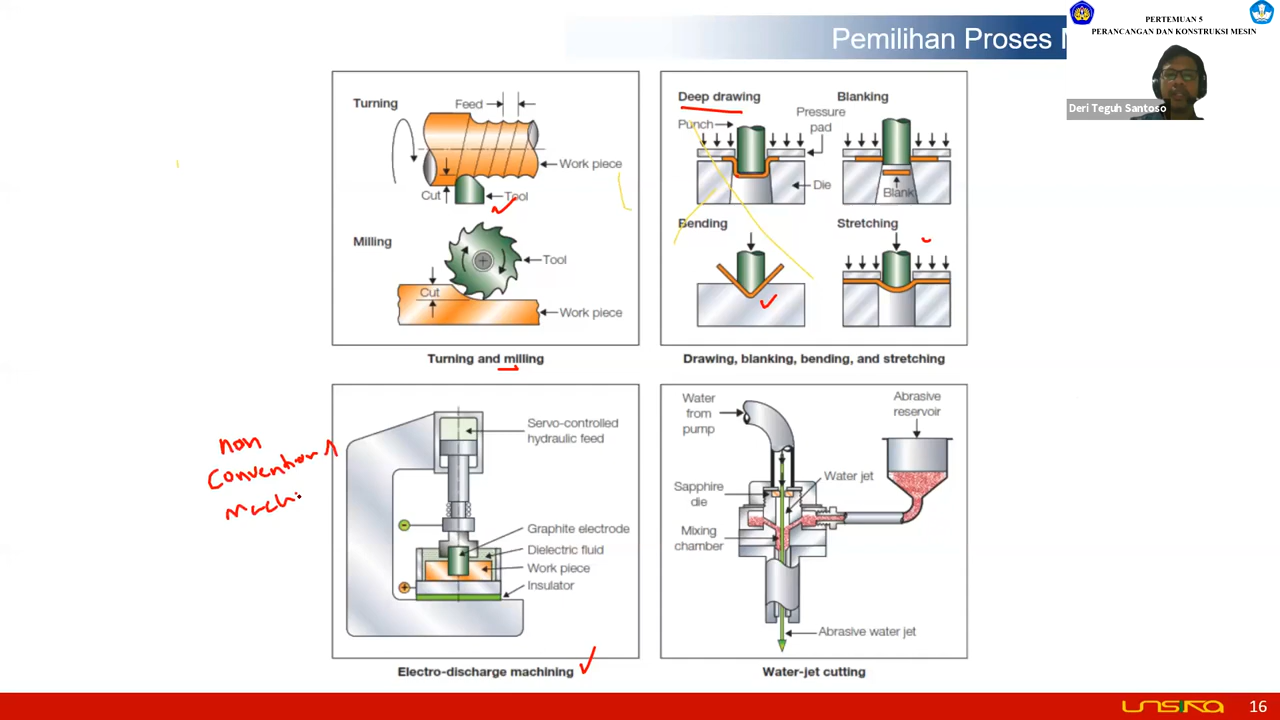 Pemilihan Proses
PERTEMUAN 5
PERANCANGAN DAN KONSTRUKSI MESIN
Deri Teguh Santoso
Turning
Feed
Work piece
Cut
Tool
Milling
Tool
Cut
Work piece
Turning and milling
Deep drawing
Blanking
Punch
Pressure
pad
Die
Blank
Bending
Stretching
Drawing, blanking, bending, and stretching
non
Servo-controlled
hydraulic feed
Graphite electrode
Dielectric fluid
Work piece
Insulator
Electro-discharge machining
Water
from
pump
Abrasive
reservoir
Water jet
Sapphire
die
Mixing
chamber
Abrasive water jet
Water-jet cutting
unsika
16